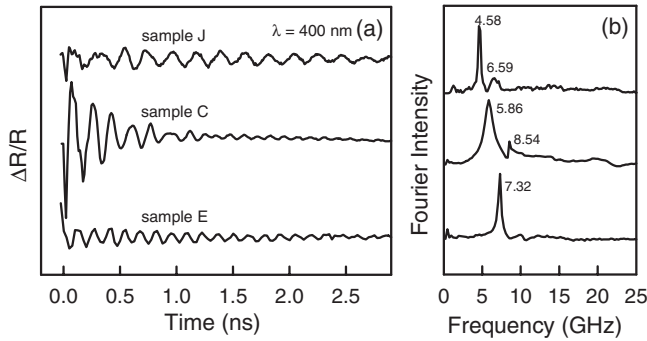 sample J
λ = 400 nm
(a)
sample C
sample E
ΔR/R
0.0 0.5 1.0 1.5 2.0 2.5
Time (ns)
(b)
4.58
6.59
5.86
8.54
7.32
Fourier Intensity
0 5 10 15 20 25
Frequency (GHz)